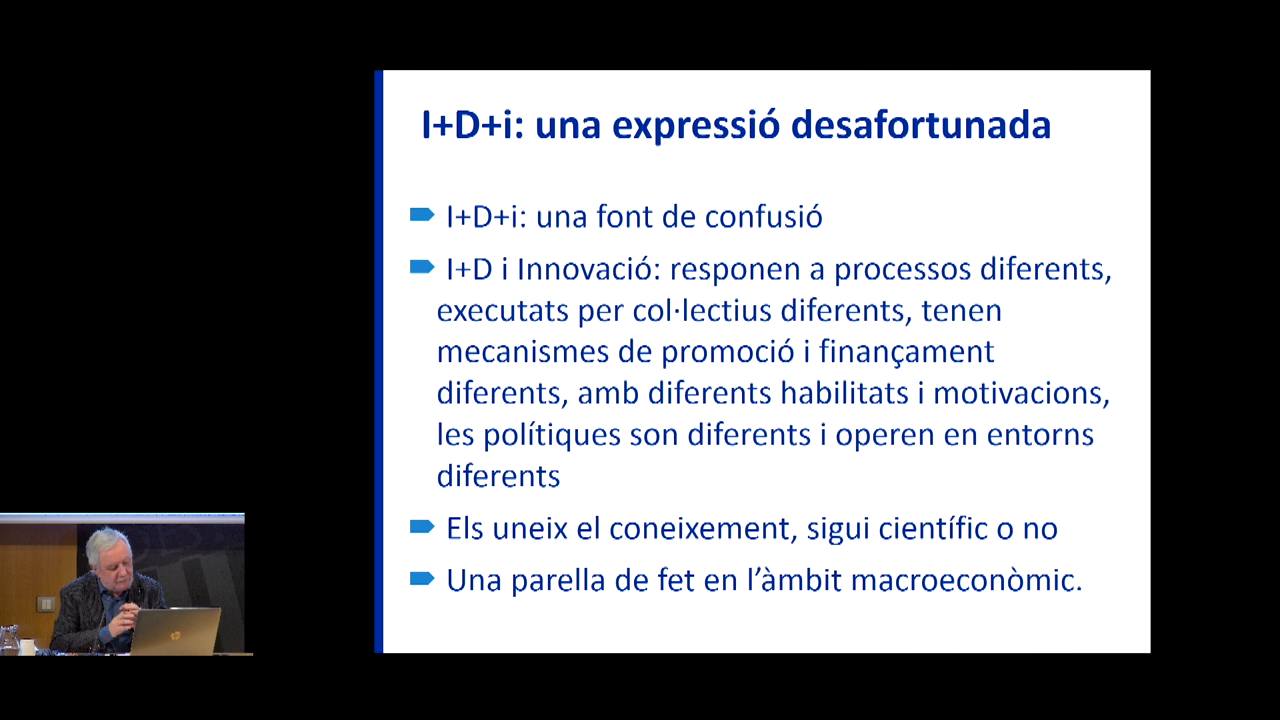 I+D+i: una expressió desafortunada
I+D+i: una font de confusió
I+D i Innovació: responen a processos diferents,
executats per col·lectius diferents, tenen
mecanismes de promoció i finançament
diferents, amb diferents habilitats i motivacions,
les polítiques son diferents i operen en entorns
diferents
Els uneix el coneixement, sigui científic o no
Una parella de fet en l’àmbit macroeconòmic.